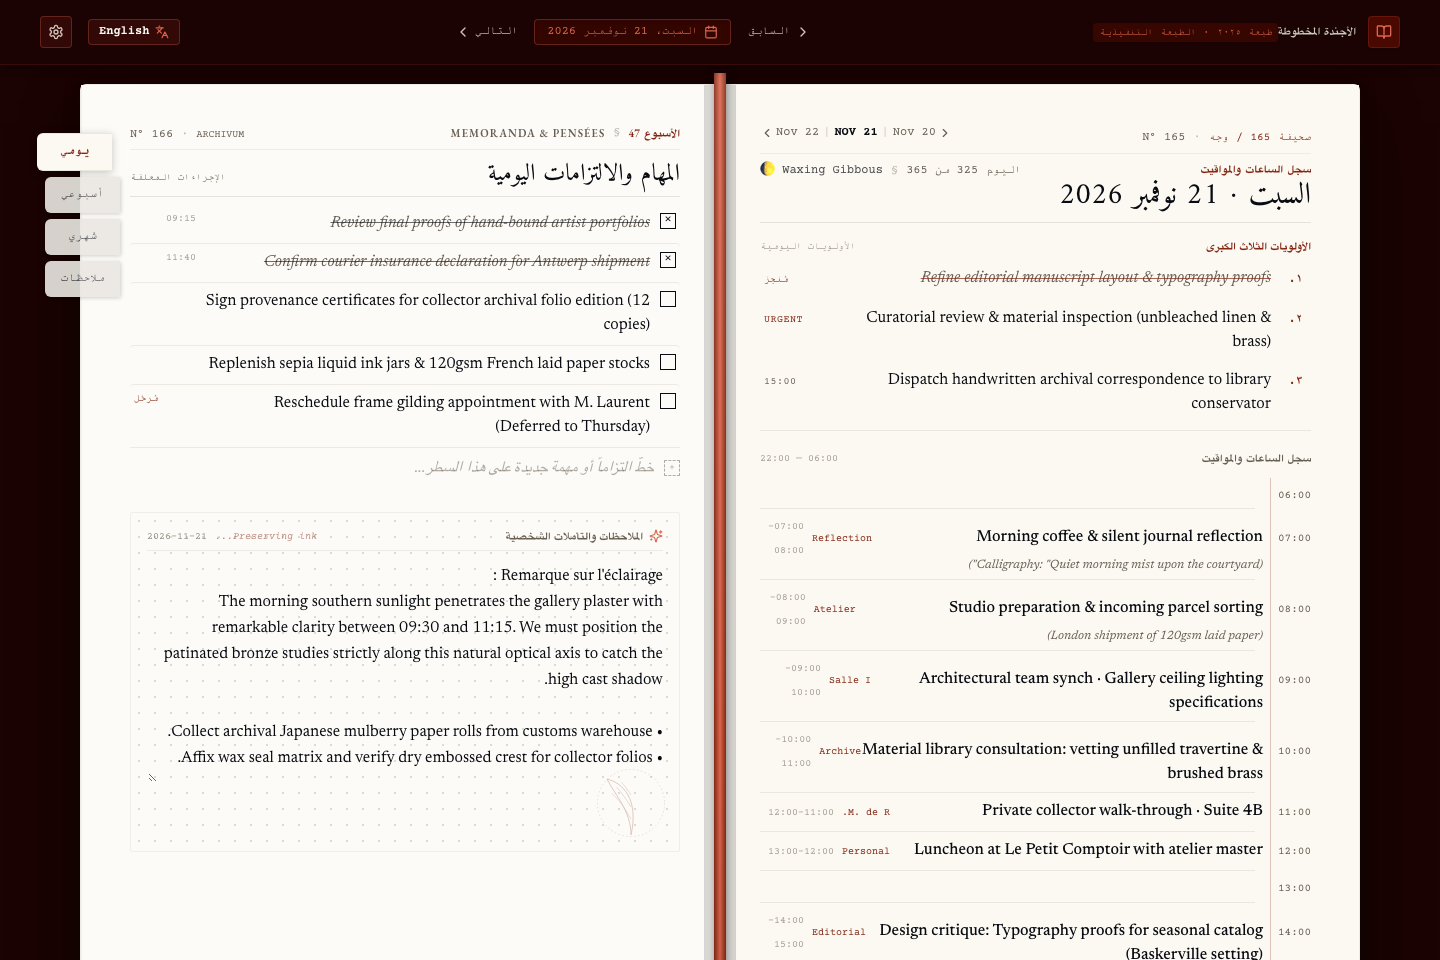 الأجندة المخطوطة
طبعة ٢٠٢٥ · الطبعة التنفيذية
السابق
السبت، 21 نوفمبر 2026
التالي
English
صحيفة 165 / وجه · N° 165
Nov 22 | NOV 21 | Nov 20
سجل الساعات والمواقيت
السبت · 21 نوفمبر 2026
اليوم 325 من 365 § Waxing Gibbous
الأولويات الثلاث الكبرى
الأولويات اليومية
٠١. Refine editorial manuscript layout & typography proofs
مُنجز
٠٢. Curatorial review & material inspection (unbleached linen &
brass)
URGENT
٠٣. Dispatch handwritten archival correspondence to library
conservator
15:00
سجل الساعات والمواقيت
06:00 — 22:00
06:00
07:00
Morning coffee & silent journal reflection
("Calligraphy: "Quiet morning mist upon the courtyard)
Reflection
07:00–
08:00
08:00
Studio preparation & incoming parcel sorting
(London shipment of 120gsm laid paper)
Atelier
08:00–
09:00
09:00
Architectural team synch · Gallery ceiling lighting
specifications
Salle I
09:00–
10:00
10:00
Material library consultation: vetting unfilled travertine &
brushed brass
Archive
10:00–
11:00
11:00
Private collector walk-through · Suite 4B
.M. de R
12:00–11:00
12:00
Luncheon at Le Petit Comptoir with atelier master
Personal
13:00–12:00
13:00
14:00
Design critique: Typography proofs for seasonal catalog
(Baskerville setting)
Editorial
14:00–
15:00
الأسبوع 47 § MEMORANDA & PENSÉES
N° 166 · ARCHIVUM
المهام والالتزامات اليومية
الإجراءات المعلقة
Review final proofs of hand-bound artist portfolios
09:15
Confirm courier insurance declaration for Antwerp shipment
11:40
Sign provenance certificates for collector archival folio edition (12
copies)
Replenish sepia liquid ink jars & 120gsm French laid paper stocks
Reschedule frame gilding appointment with M. Laurent
(Deferred to Thursday)
مُرحّل
خطّ التزاماً أو مهمة جديدة على هذا السطر...
الملاحظات والتأملات الشخصية
...Preserving ink
2026-11-21
: Remarque sur l'éclairage
The morning southern sunlight penetrates the gallery plaster with
remarkable clarity between 09:30 and 11:15. We must position the
patinated bronze studies strictly along this natural optical axis to catch the
.high cast shadow
.Collect archival Japanese mulberry paper rolls from customs warehouse •
.Affix wax seal matrix and verify dry embossed crest for collector folios •
يومي
أسبوعي
شهري
ملاحظات